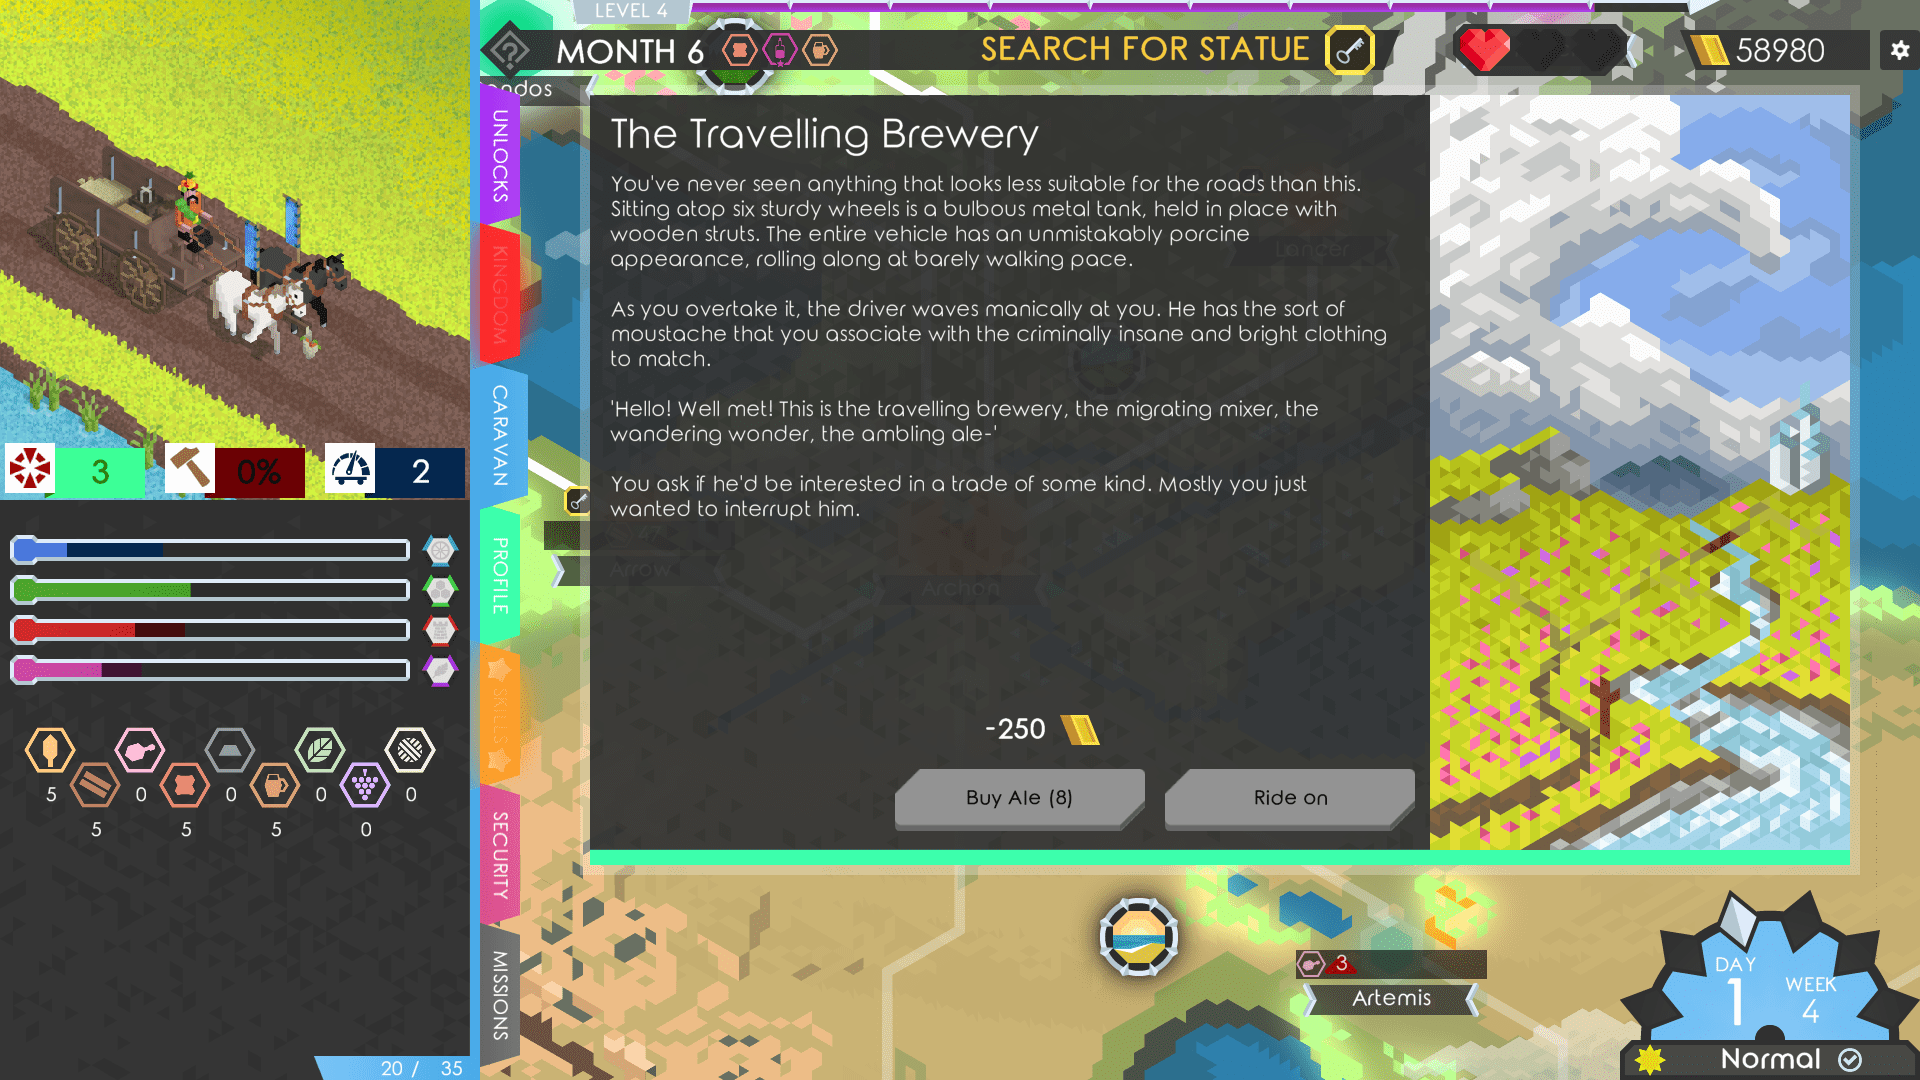 LEVEL 4
MONTH 6
SEARCH FOR STATUE
58980
UNLOCKS
KINGDOM
CARAVAN
PROFILE
SKILLS
SECURITY
MISSIONS
The Travelling Brewery
You've never seen anything that looks less suitable for the roads than this.
Sitting atop six sturdy wheels is a bulbous metal tank, held in place with
wooden struts. The entire vehicle has an unmistakably porcine
appearance, rolling along at barely walking pace.
As you overtake it, the driver waves manically at you. He has the sort of
moustache that you associate with the criminally insane and bright clothing
to match.
'Hello! Well met! This is the travelling brewery, the migrating mixer, the
wandering wonder, the ambling ale-'
You ask if he'd be interested in a trade of some kind. Mostly you just
wanted to interrupt him.
Lancer
Arrow
Archon
-250
Buy Ale (8)
Ride on
3
0%
2
5
0
0
0
0
5
5
5
0
20 / 35
3
Artemis
DAY
1
WEEK
4
Normal